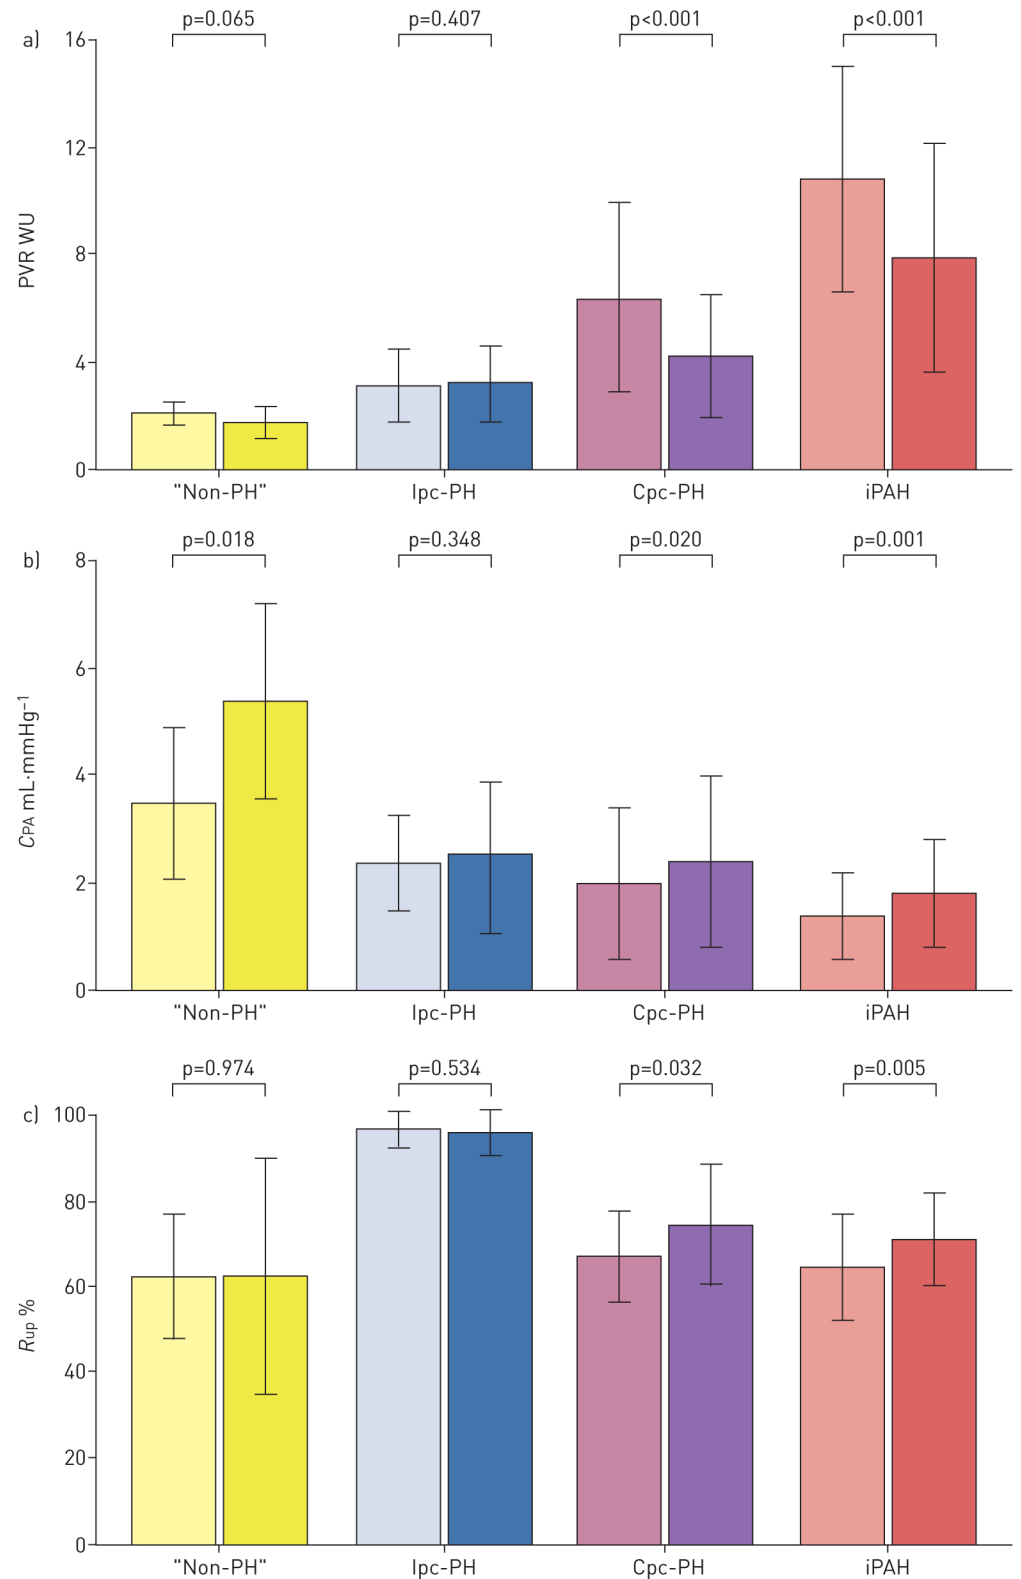 a)
p=0.065 p=0.407 p<0.001 p<0.001
16
12
8
4
0
PVR WU
"Non-PH" Ipc-PH Cpc-PH iPAH
b)
p=0.018 p=0.348 p=0.020 p=0.001
8
6
4
2
0
CPA mL·mmHg−1
"Non-PH" Ipc-PH Cpc-PH iPAH
c)
p=0.974 p=0.534 p=0.032 p=0.005
100
80
60
40
20
0
Rup %
"Non-PH" Ipc-PH Cpc-PH iPAH